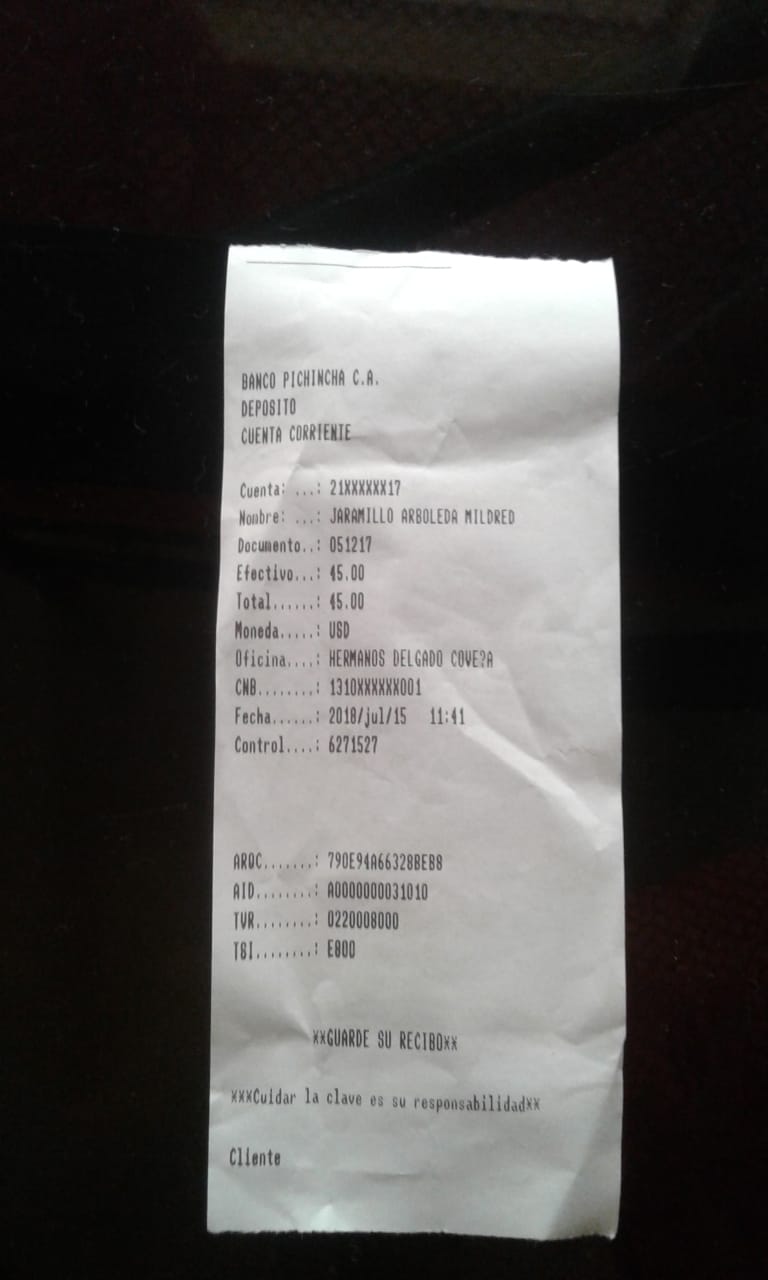 BANCO PICHINCHA C.A.
DEPOSITO
CUENTA CORRIENTE
Cuenta: ...: 21XXXXXX17
Nombre: ...: JARAMILLO ARBOLEDA MILDRED
Documento..: 051217
Efectivo...: 45.00
Total......: 45.00
Moneda.....: USD
Oficina....: HERMANOS DELGADO COVE?A
CNB........: 1310XXXXXX001
Fecha......: 2018/jul/15 11:41
Control....: 6271527
ARQC.......: 790E94A66328BEB8
AID........: A0000000031010
TVR........: 0220008000
TSI........: E800
**GUARDE SU RECIBO**
***Cuidar la clave es su responsabilidad**
Cliente